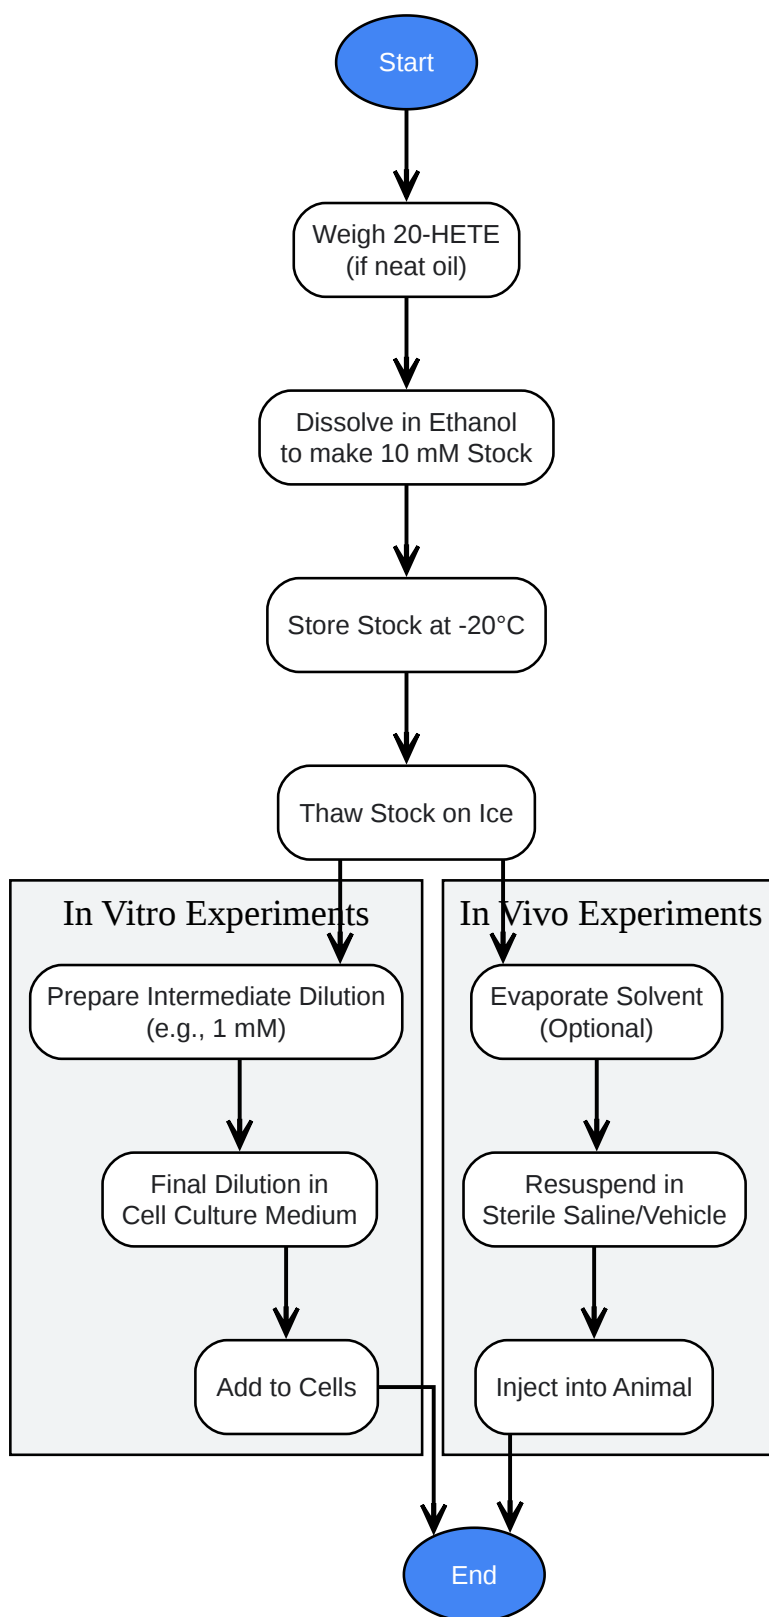 Start
Weigh 20-HETE
(if neat oil)
Dissolve in Ethanol
to make 10 mM Stock
Store Stock at -20°C
Thaw Stock on Ice
In Vitro Experiments
Prepare Intermediate Dilution
(e.g., 1 mM)
Final Dilution in
Cell Culture Medium
Add to Cells
In Vivo Experiments
Evaporate Solvent
(Optional)
Resuspend in
Sterile Saline/Vehicle
Inject into Animal
End